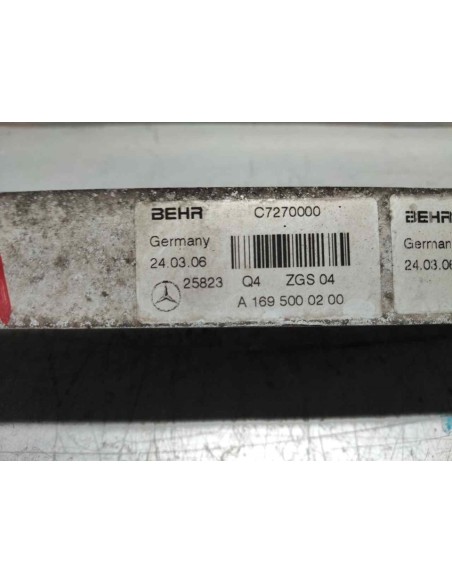 BEHR C7270000
Germany
24.03.06
25823 Q4 ZGS 04
A 169 500 02 00
BEHR
German
24.03.06